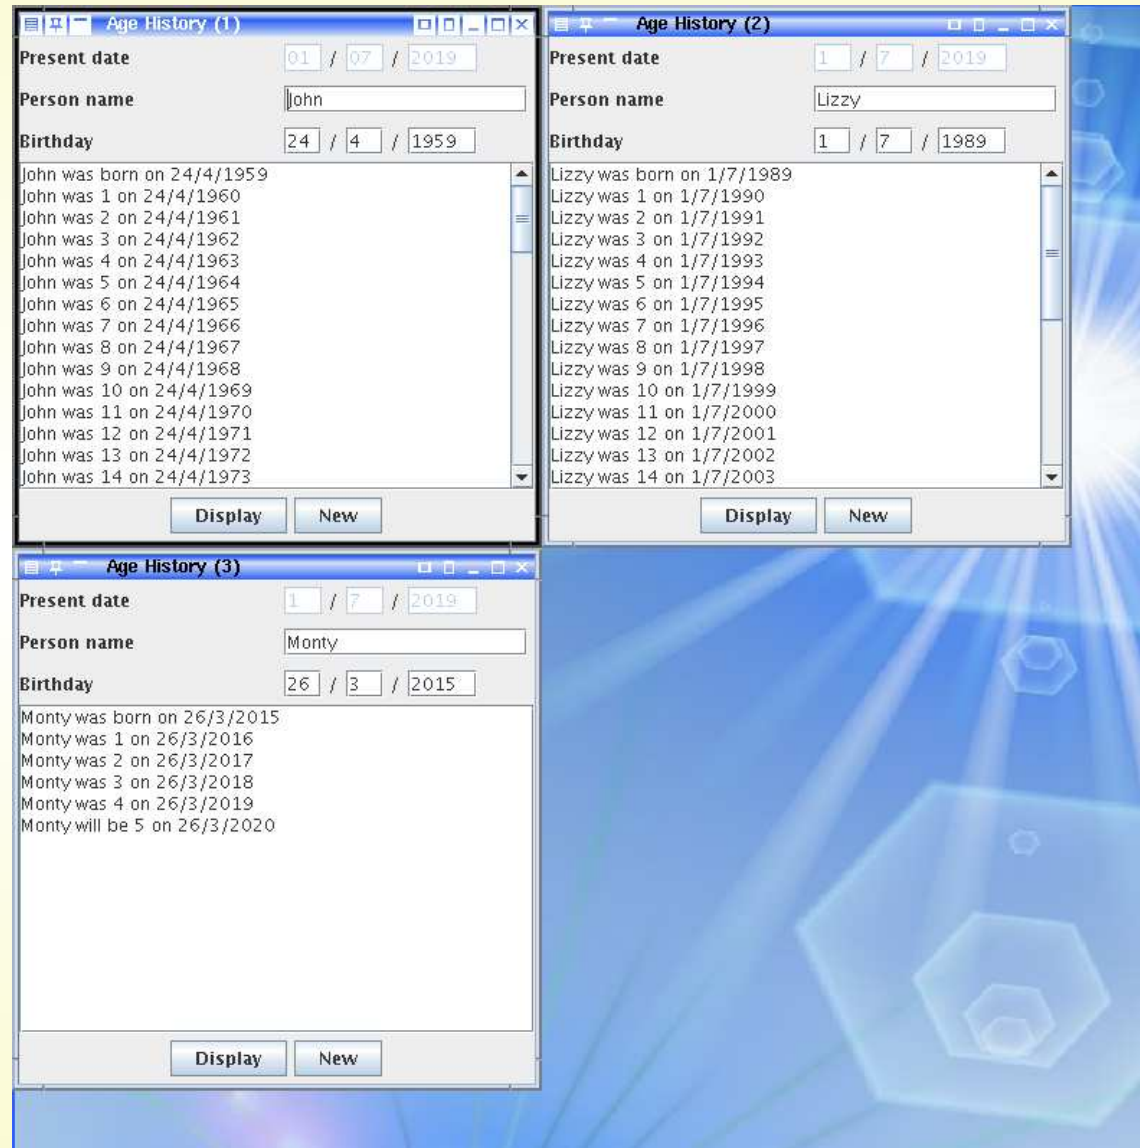 Age History (1)
Present date 01 / 07 / 2019
Person name John
Birthday 24 / 4 / 1959
John was born on 24/4/1959
John was 1 on 24/4/1960
John was 2 on 24/4/1961
John was 3 on 24/4/1962
John was 4 on 24/4/1963
John was 5 on 24/4/1964
John was 6 on 24/4/1965
John was 7 on 24/4/1966
John was 8 on 24/4/1967
John was 9 on 24/4/1968
John was 10 on 24/4/1969
John was 11 on 24/4/1970
John was 12 on 24/4/1971
John was 13 on 24/4/1972
John was 14 on 24/4/1973
Display New
Age History (2)
Present date 1 / 7 / 2019
Person name Lizzy
Birthday 1 / 7 / 1989
Lizzy was born on 1/7/1989
Lizzy was 1 on 1/7/1990
Lizzy was 2 on 1/7/1991
Lizzy was 3 on 1/7/1992
Lizzy was 4 on 1/7/1993
Lizzy was 5 on 1/7/1994
Lizzy was 6 on 1/7/1995
Lizzy was 7 on 1/7/1996
Lizzy was 8 on 1/7/1997
Lizzy was 9 on 1/7/1998
Lizzy was 10 on 1/7/1999
Lizzy was 11 on 1/7/2000
Lizzy was 12 on 1/7/2001
Lizzy was 13 on 1/7/2002
Lizzy was 14 on 1/7/2003
Display New
Age History (3)
Present date 1 / 7 / 2019
Person name Monty
Birthday 26 / 3 / 2015
Monty was born on 26/3/2015
Monty was 1 on 26/3/2016
Monty was 2 on 26/3/2017
Monty was 3 on 26/3/2018
Monty was 4 on 26/3/2019
Monty will be 5 on 26/3/2020
Display New